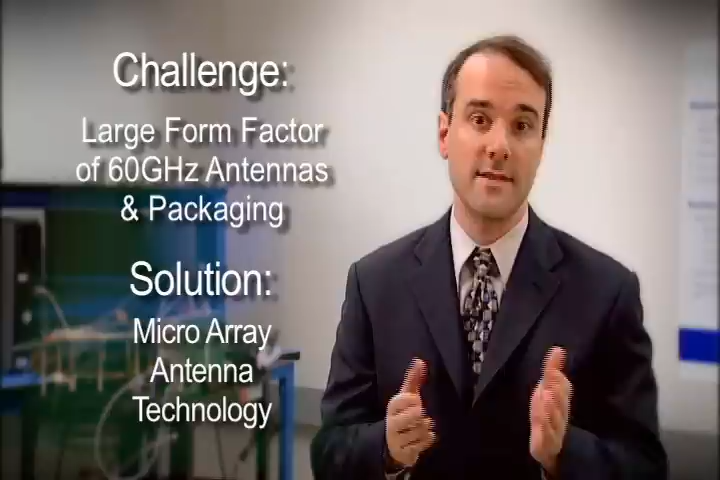 Challenge:
Large Form Factor
of 60GHz Antennas
& Packaging
Solution:
Micro Array
Antenna
Technology